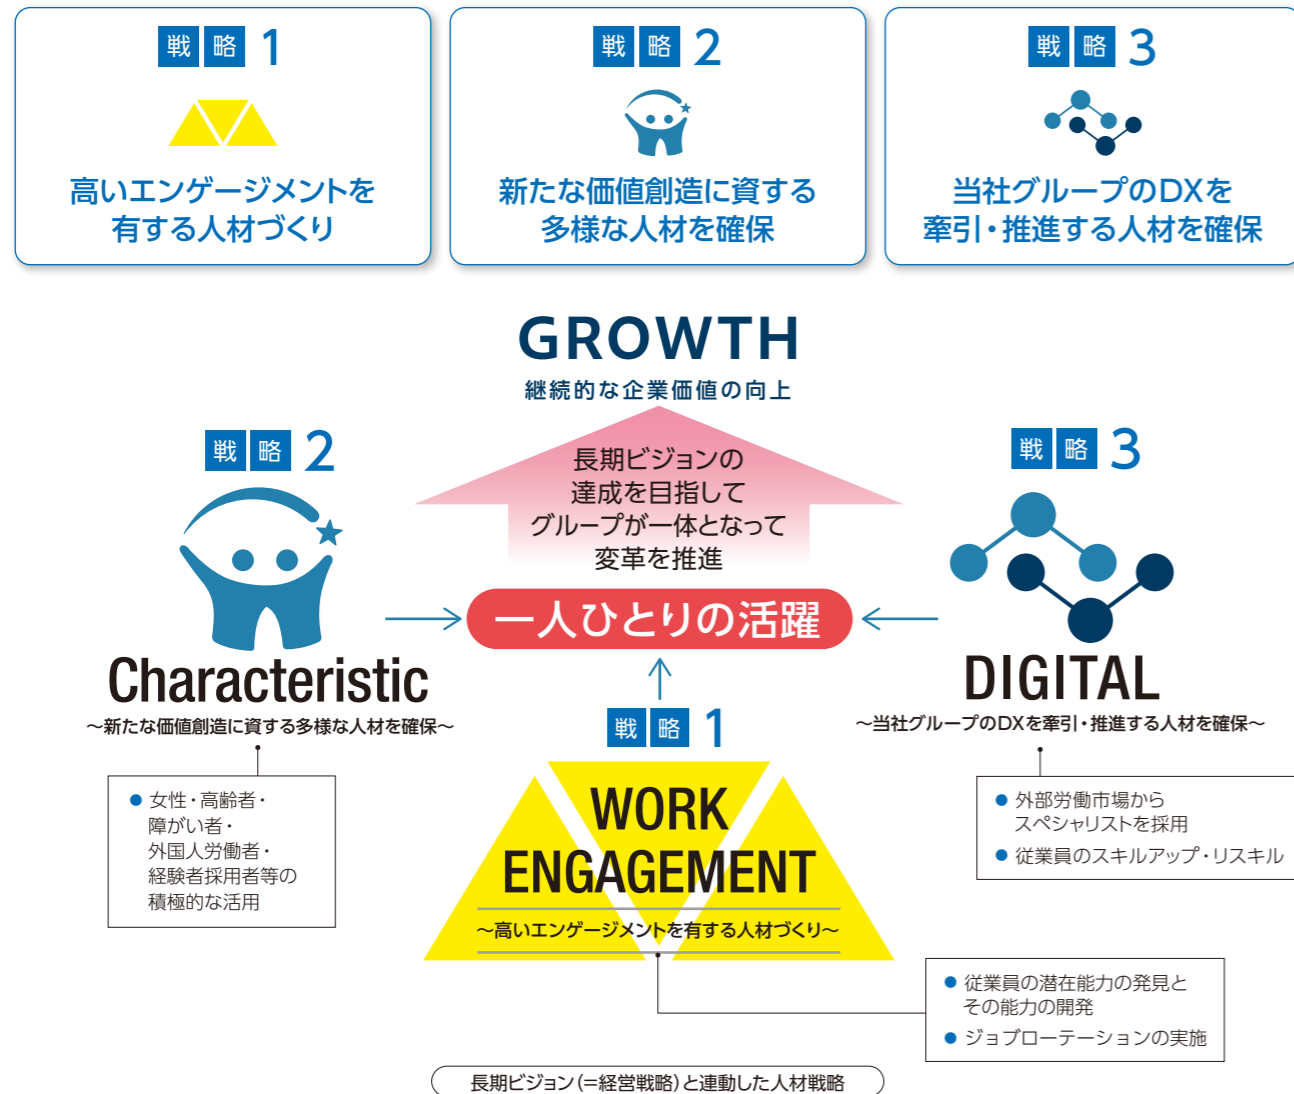 戦略 1
高いエンゲージメントを
有する人材づくり
戦略 2
新たな価値創造に資する
多様な人材を確保
戦略 3
当社グループのDXを
牽引・推進する人材を確保
GROWTH
継続的な企業価値の向上
長期ビジョンの
達成を目指して
グループが一体となって
変革を推進
一人ひとりの活躍
戦略 2
Characteristic
～新たな価値創造に資する多様な人材を確保～
● 女性・高齢者・
障がい者・
外国人労働者・
経験者採用者等の
積極的な活用
戦略 3
DIGITAL
～当社グループのDXを牽引・推進する人材を確保～
● 外部労働市場から
スペシャリストを採用
● 従業員のスキルアップ・リスキル
戦略 1
WORK
ENGAGEMENT
～高いエンゲージメントを有する人材づくり～
● 従業員の潜在能力の発見と
その能力の開発
● ジョブローテーションの実施
長期ビジョン(=経営戦略)と連動した人材戦略